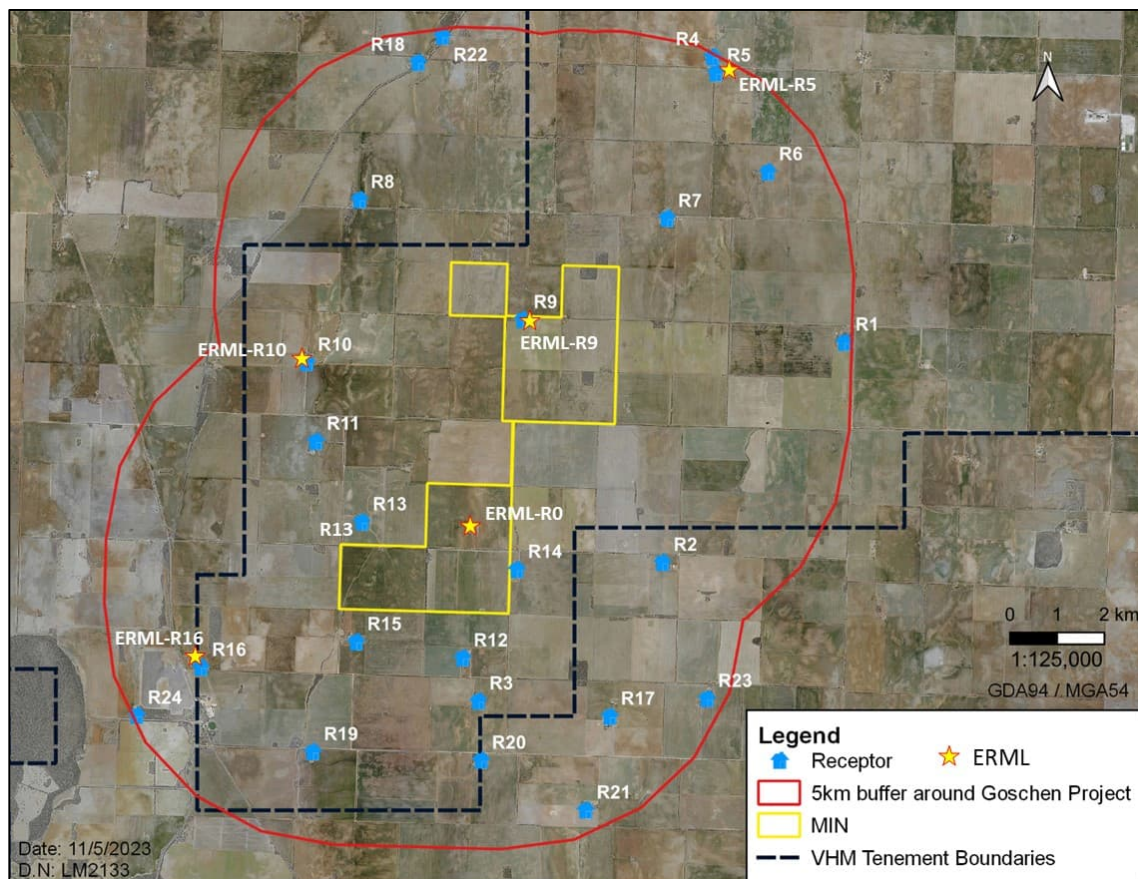 R18
R22
R4
R5
ERML-R5
N
R6
R8
R7
R9
ERML-R9
R1
ERML-R10
R10
R11
R13
R13
ERML-R0
R14
R2
0 1 2 km
1:125,000
GDA94 / MGA54
ERML-R16
R16
R15
R12
R24
R3
R17
R23
R19
R20
R21
Legend
Receptor ERML
5km buffer around Goschen Project
MIN
VHM Tenement Boundaries
Date: 11/5/2023
D.N: LM2133